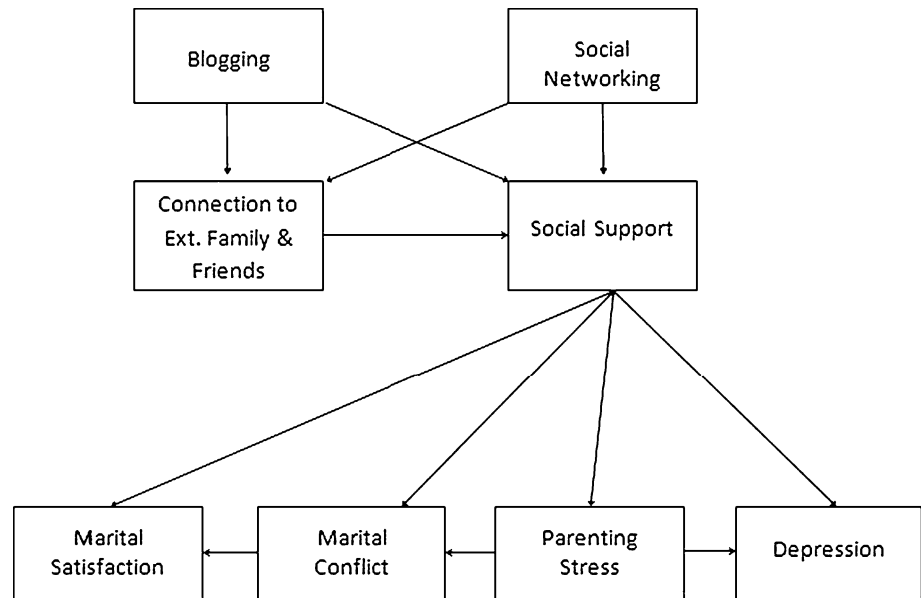 Blogging
Social
Networking
Connection to
Ext. Family &
Friends
Social Support
Marital
Satisfaction
Marital
Conflict
Parenting
Stress
Depression